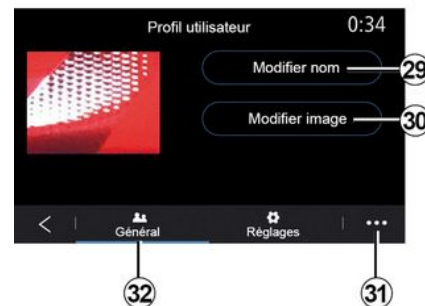 Profil utilisateur 0:34
Modifier nom 29
Modifier image 30
Général Réglages
32 31